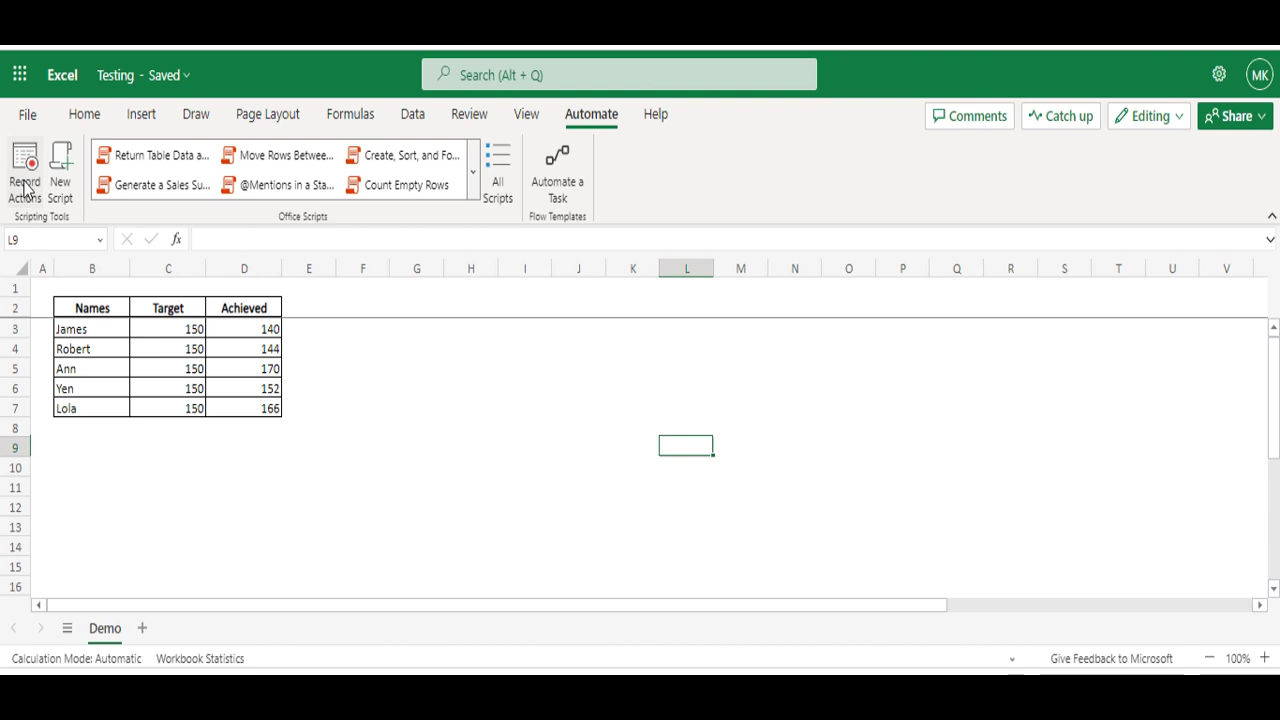 Excel Testing - Saved Search (Alt + Q) MK
File Home Insert Draw Page Layout Formulas Data Review View Automate Help Comments Catch up Editing Share
Record Actions
New Script
Return Table Data a... Move Rows Betwee... Create, Sort, and Fo...
Generate a Sales Su... @Mentions in a Sta... Count Empty Rows
All Scripts
Automate a Task
Scripting Tools Office Scripts Flow Templates
L9 fx
A B C D E F G H I J K L M N O P Q R S T U V
1
2 Names Target Achieved
3 James 150 140
4 Robert 150 144
5 Ann 150 170
6 Yen 150 152
7 Lola 150 166
8
9
10
11
12
13
14
15
16
Demo
Calculation Mode: Automatic Workbook Statistics Give Feedback to Microsoft 100%